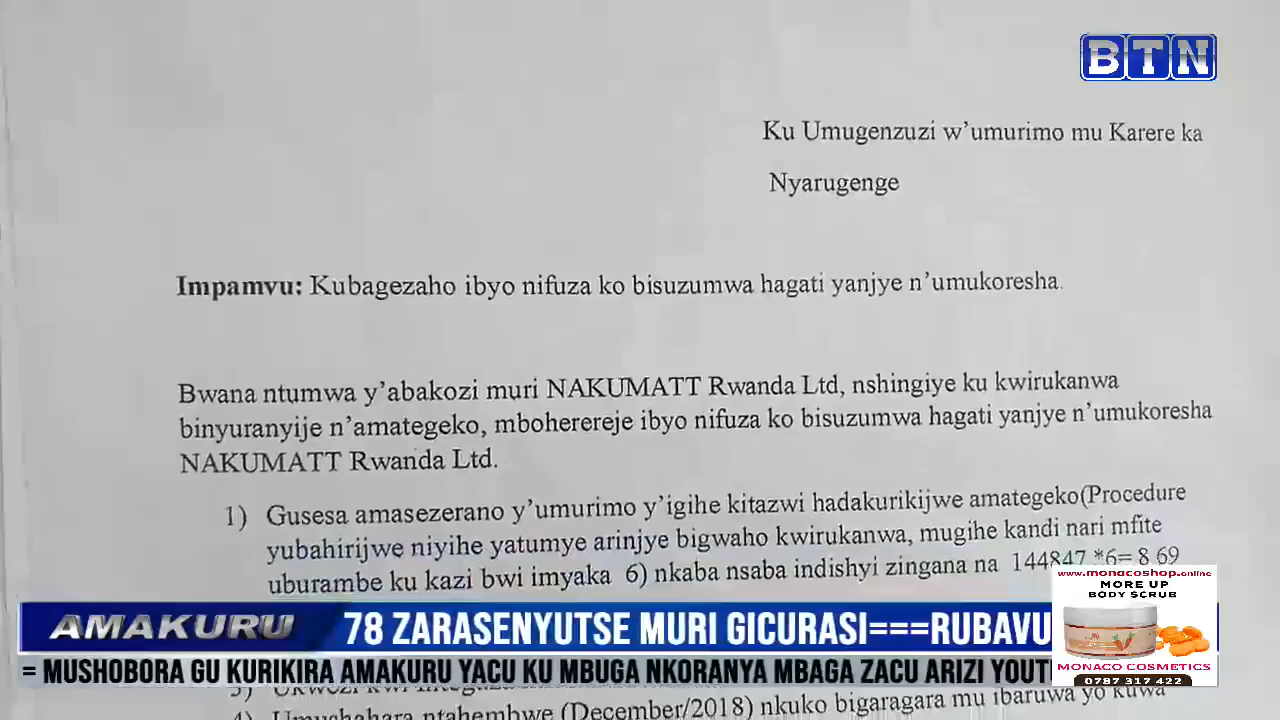 BTN
Ku Umugenzuzi w'umurimo mu Karere ka
Nyarugenge
Impamvu: Kubagezaho ibyo nifuza ko bisuzumwa hagati yanjye n'umukoresha.
Bwana ntumwa y'abakozi muri NAKUMATT Rwanda Ltd, nshingiye ku kwirukanwa
binyuranyije n'amategeko, mboherereje ibyo nifuza ko bisuzumwa hagati yanjye n'umukoresha
NAKUMATT Rwanda Ltd.
1) Gusesa amasezerano y'umurimo y'igihe kitazwi hadakurikijwe amategeko(Procedure
yubahirijwe niyihe yatumye arinjye bigwaho kwirukanwa, mugihe kandi nari mfite
uburambe ku kazi bwi imyaka 6) nkaba nsaba indishyi zingana na 144847 *6= 8 69
www.monacoshop.online
MORE UP
BODY SCRUB
MONACO COSMETICS
0787 317 422
AMAKURU 78 ZARASENYUTSE MURI GICURASI===RUBAVU
= MUSHOBORA GU KURIKIRA AMAKURU YACU KU MBUGA NKORANYA MBAGA ZACU ARIZI YOUT
4) Umushahara ntahembwe (December/2018) nkuko bigaragara mu ibaruwa yo kuwa